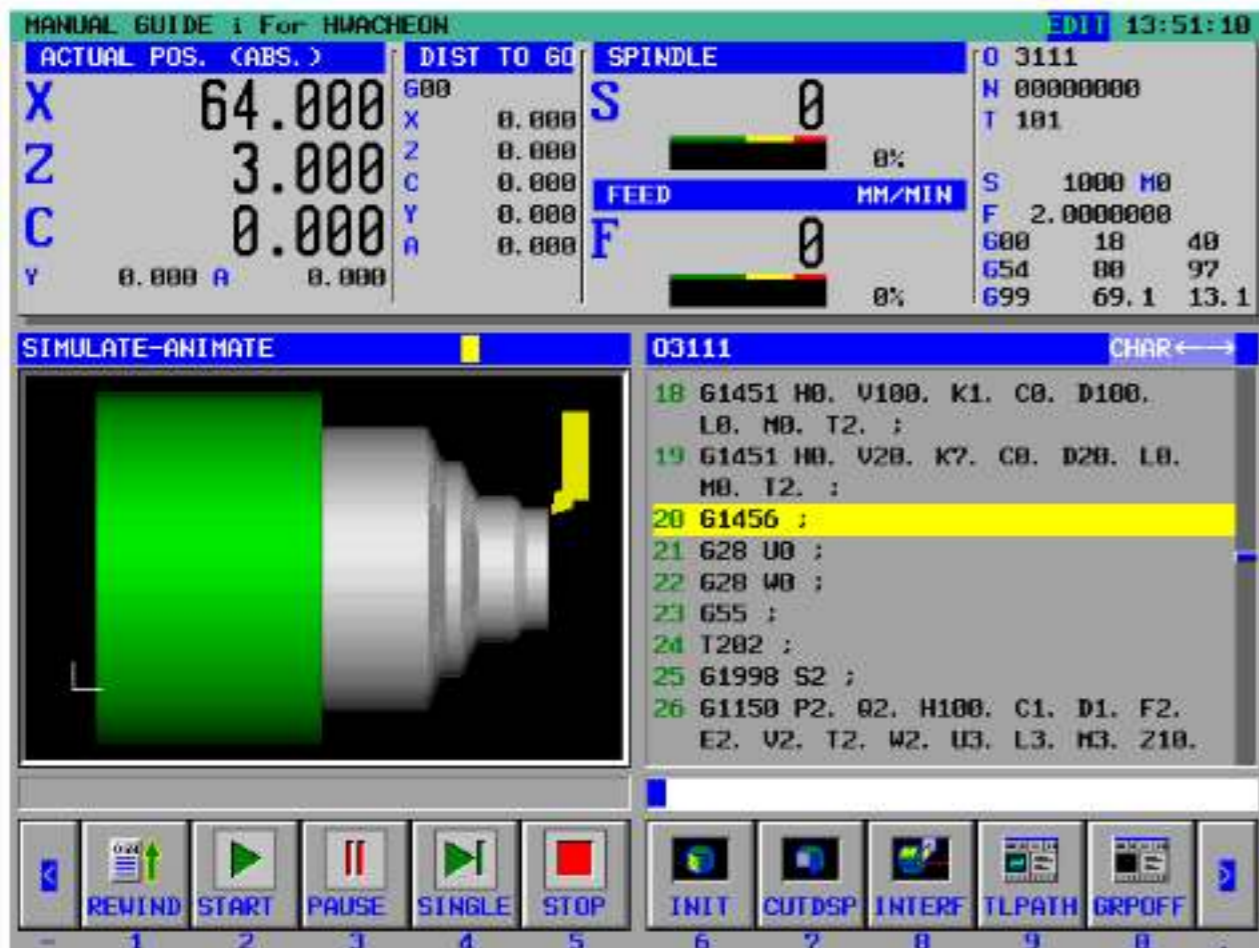 MANUAL GUIDE i For HWACHEON EDIT 13:51:10
ACTUAL POS. (ABS.) DIST TO GO SPINDLE O 3111
X 64.000 G00 S 0 N 00000000
X 0.000 T 101
Z 3.000 Z 0.000 0%
C 0.000 FEED MM/MIN S 1000 M0
C 0.000 Y 0.000 F 0 F 2.0000000
A 0.000 G00 18 40
Y 0.000 A 0.000 G54 80 97
0% G99 69.1 13.1
SIMULATE-ANIMATE O3111 CHAR←→
18 G1451 H0. V100. K1. C0. D100.
L0. M0. T2. ;
19 G1451 H0. V20. K7. C0. D20. L0.
M0. T2. ;
20 G1456 ;
21 G28 U0 ;
22 G28 W0 ;
23 G55 ;
24 T202 ;
25 G1998 S2 ;
26 G1150 P2. Q2. H100. C1. D1. F2.
E2. V2. T2. W2. U3. L3. M3. Z10.
< REWIND START PAUSE SINGLE STOP INIT CUTDSP INTERF TLPATH GRPOFF >
1 2 3 4 5 6 7 8 9 0